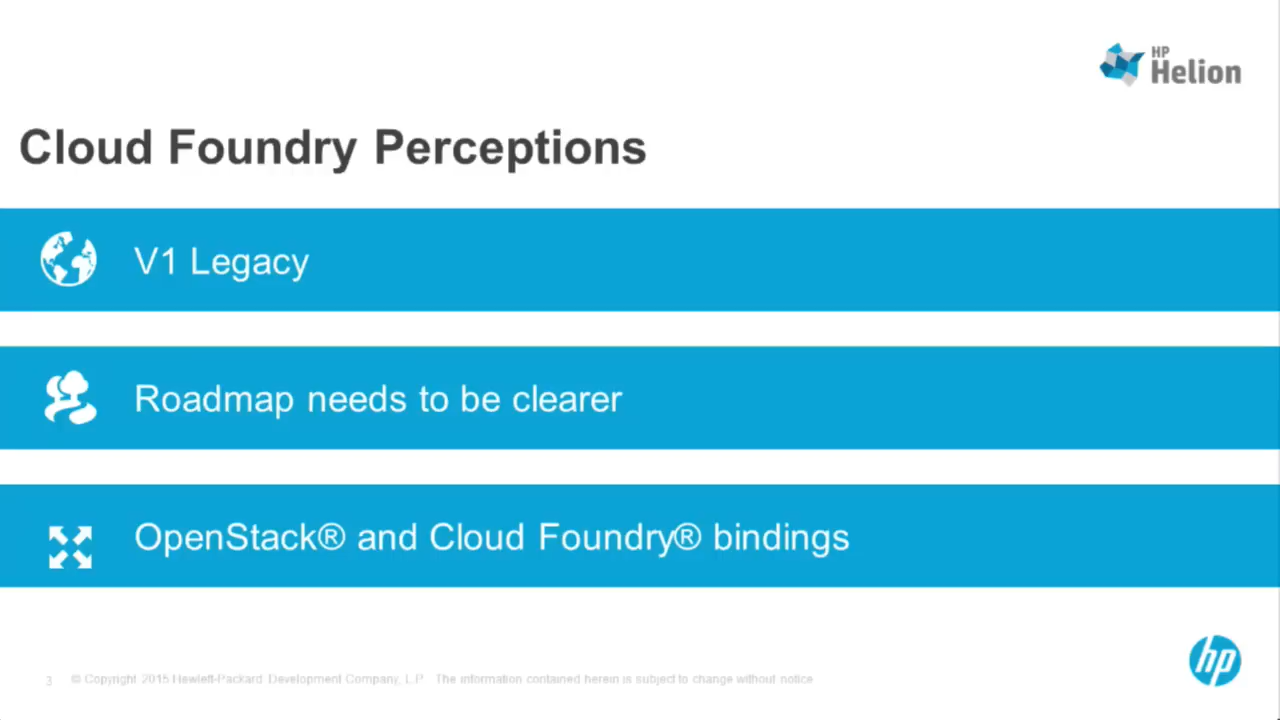 HP
Helion
Cloud Foundry Perceptions
V1 Legacy
Roadmap needs to be clearer
OpenStack® and Cloud Foundry® bindings
hp
3 © Copyright 2015 Hewlett-Packard Development Company, L.P. The information contained herein is subject to change without notice